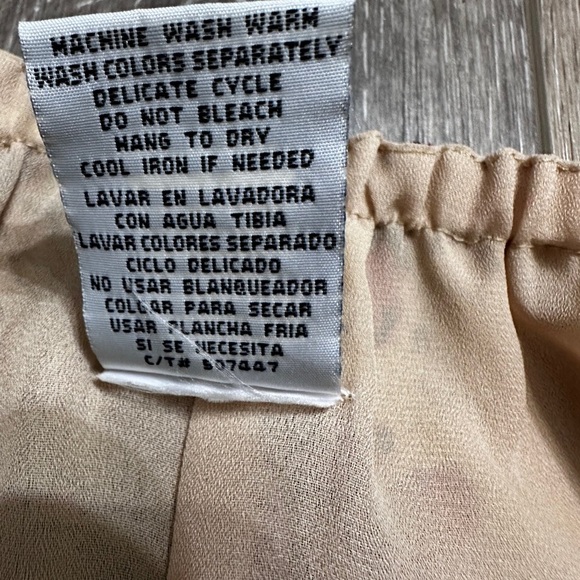 MACHINE WASH WARM
WASH COLORS SEPARATELY
DELICATE CYCLE
DO NOT BLEACH
HANG TO DRY
COOL IRON IF NEEDED
LAVAR EN LAVADORA
CON AGUA TIBIA
LAVAR COLORES SEPARADO
CICLO DELICADO
NO USAR BLANQUEADOR
COLGAR PARA SECAR
USAR PLANCHA FRIA
SI SE NECESITA
C/T# 507447